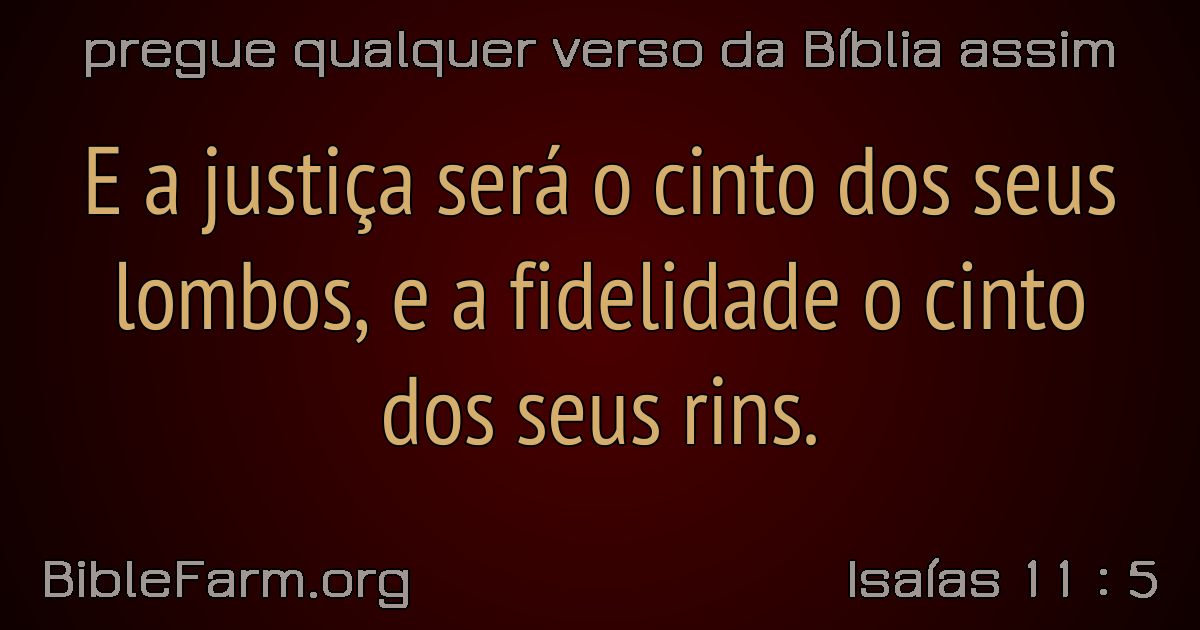 pregue qualquer verso da Bíblia assim
E a justiça será o cinto dos seus
lombos, e a fidelidade o cinto
dos seus rins.
BibleFarm.org
Isaías 11 : 5